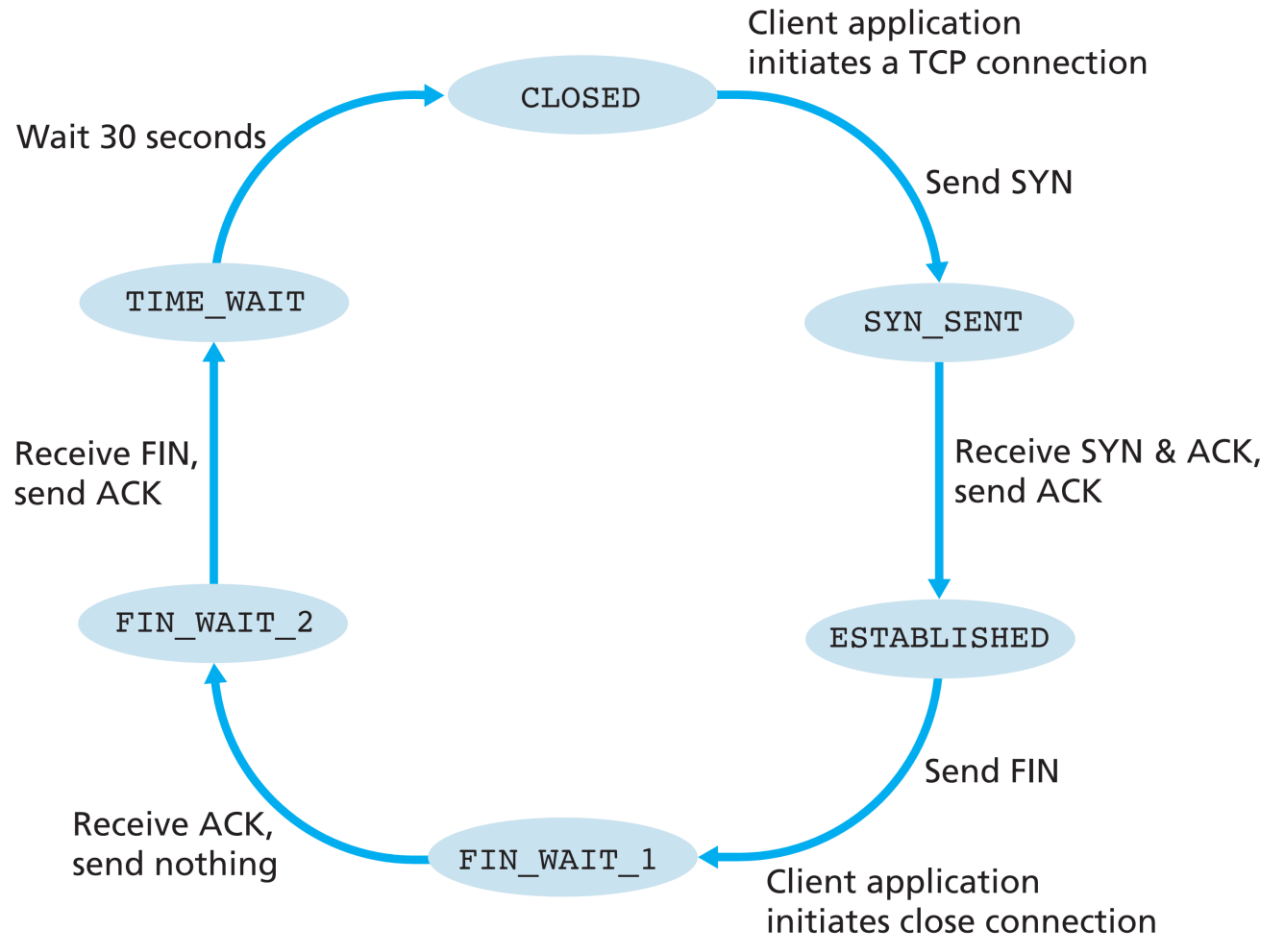 Client application
initiates a TCP connection
CLOSED
Wait 30 seconds
Send SYN
TIME_WAIT
SYN_SENT
Receive FIN,
send ACK
Receive SYN & ACK,
send ACK
FIN_WAIT_2
ESTABLISHED
Send FIN
Receive ACK,
send nothing
FIN_WAIT_1
Client application
initiates close connection